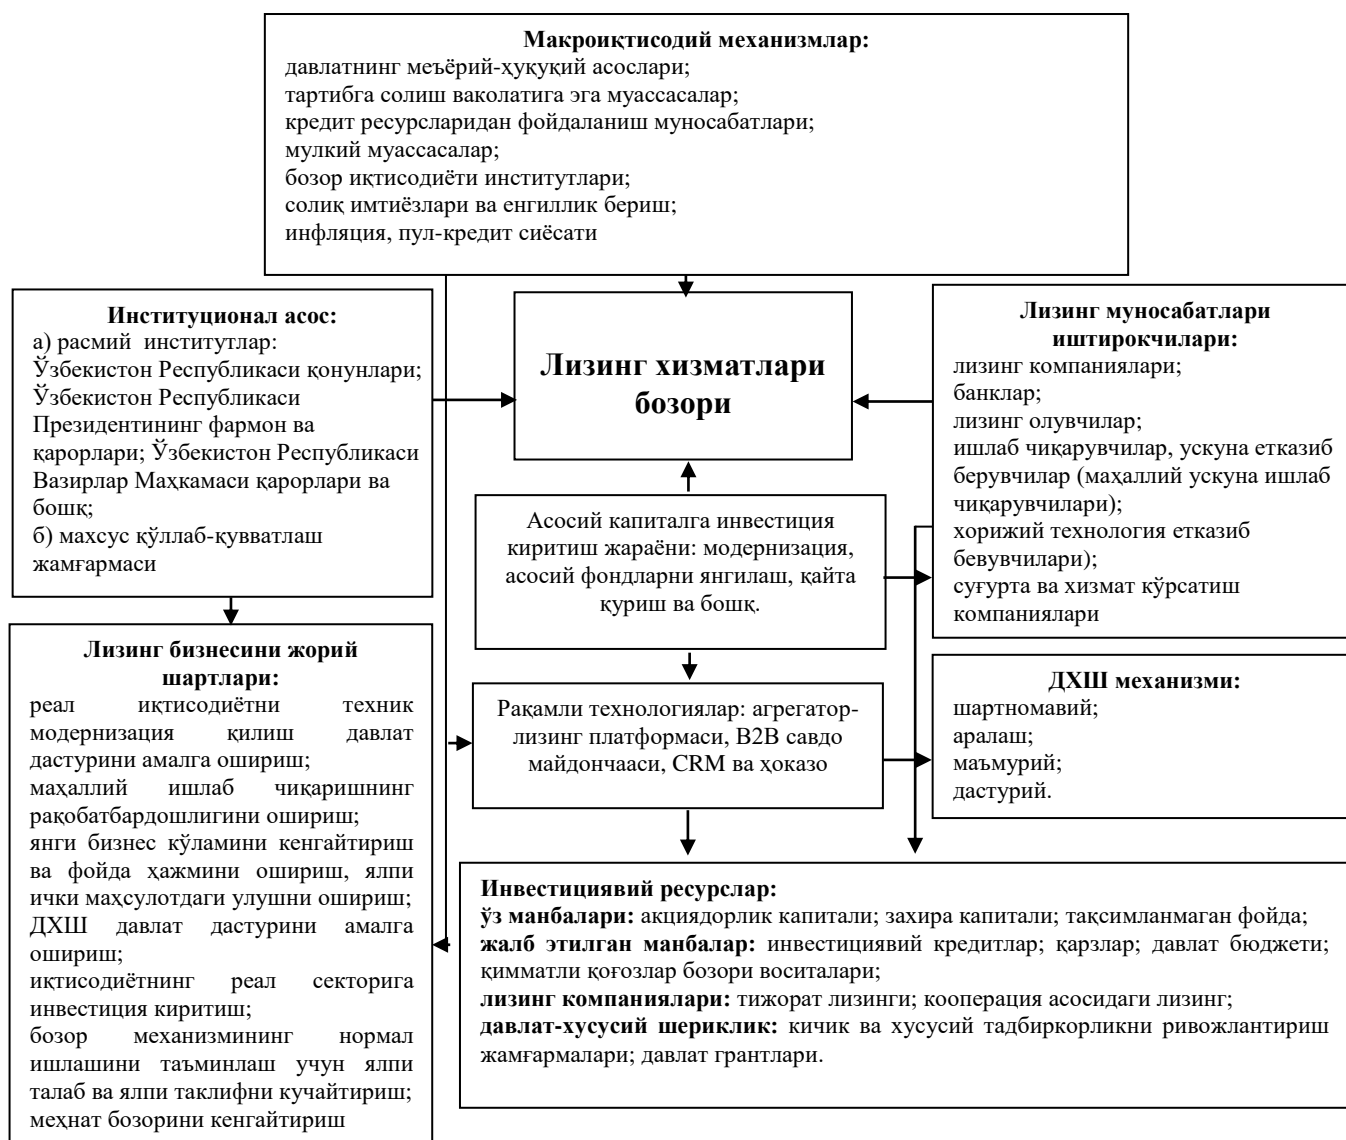 Макроиқтисодий механизмлар:
давлатнинг меъёрий-ҳуқуқий асослари;
тартибга солиш ваколатига эга муассасалар;
кредит ресурсларидан фойдаланиш муносабатлари;
мулкий муассасалар;
бозор иқтисодиёти институтлари;
солиқ имтиёзлари ва енгиллик бериш;
инфляция, пул-кредит сиёсати
Институционал асос:
а) расмий институтлар:
Ўзбекистон Республикаси қонунлари;
Ўзбекистон Республикаси
Президентининг фармон ва
қарорлари; Ўзбекистон Республикаси
Вазирлар Маҳкамаси қарорлари ва
бошқ;
б) махсус қўллаб-қувватлаш
жамғармаси
Лизинг хизматлари
бозори
Лизинг муносабатлари
иштирокчилари:
лизинг компаниялари;
банклар;
лизинг олувчилар;
ишлаб чиқарувчилар, ускуна етказиб
берувчилар (маҳаллий ускуна ишлаб
чиқарувчилари);
хорижий технология етказиб
бевувчилари);
суғурта ва хизмат кўрсатиш
компаниялари
Асосий капиталга инвестиция
киритиш жараёни: модернизация,
асосий фондларни янгилаш, қайта
қуриш ва бошқ.
Лизинг бизнесини жорий
шартлари:
реал иқтисодиётни техник
модернизация қилиш давлат
дастурини амалга ошириш;
маҳаллий ишлаб чиқаришнинг
рақобатбардошлигини ошириш;
янги бизнес кўламини кенгайтириш
ва фойда ҳажмини ошириш, ялпи
ички маҳсулотдаги улушни ошириш;
ДХШ давлат дастурини амалга
ошириш;
иқтисодиётнинг реал секторига
инвестиция киритиш;
бозор механизмининг нормал
ишлашини таъминлаш учун ялпи
талаб ва ялпи таклифни кучайтириш;
меҳнат бозорини кенгайтириш
Рақамли технологиялар: агрегатор-
лизинг платформаси, B2B савдо
майдончааси, CRM ва ҳоказо
ДХШ механизми:
шартномавий;
аралаш;
маъмурий;
дастурий.
Инвестициявий ресурслар:
ўз манбалари: акциядорлик капитали; захира капитали; тақсимланмаган фойда;
жалб этилган манбалар: инвестициявий кредитлар; қарзлар; давлат бюджети;
қимматли қоғозлар бозори воситалари;
лизинг компаниялари: тижорат лизинги; кооперация асосидаги лизинг;
давлат-хусусий шериклик: кичик ва хусусий тадбиркорликни ривожлантириш
жамғармалари; давлат грантлари.